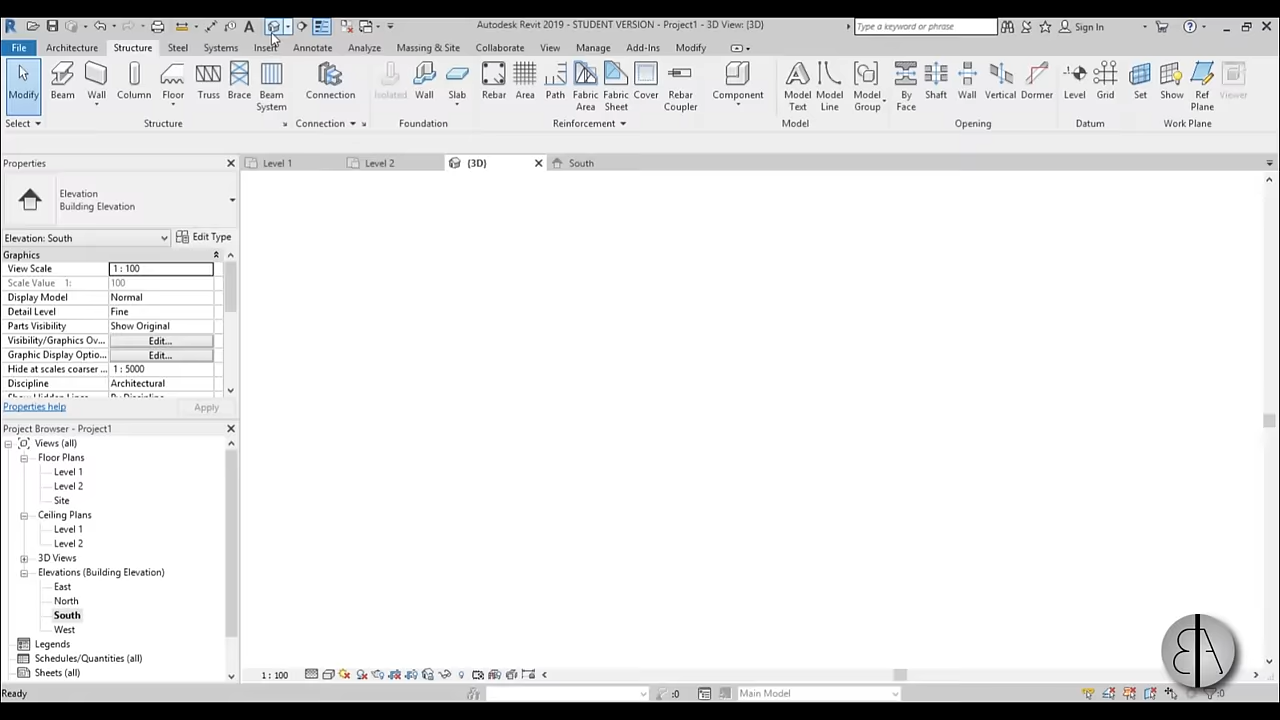 Autodesk Revit 2019 - STUDENT VERSION - Project1 - 3D View: {3D}
Type a keyword or phrase
Sign In
File Architecture Structure Steel Systems Insert Annotate Analyze Massing & Site Collaborate View Manage Add-Ins Modify
Modify Beam Wall Column Floor Truss Brace Beam System Connection Isolated Wall Slab Rebar Area Path Fabric Area Fabric Sheet Cover Rebar Coupler Component Model Text Model Line Model Group By Face Shaft Wall Vertical Dormer Level Grid Set Show Ref Plane Viewer
Select Structure Connection Foundation Reinforcement Model Opening Datum Work Plane
Properties
Level 1 Level 2 {3D} South
Elevation
Building Elevation
Elevation: South Edit Type
Graphics
View Scale 1 : 100
Scale Value 1: 100
Display Model Normal
Detail Level Fine
Parts Visibility Show Original
Visibility/Graphics Ov... Edit...
Graphic Display Optio... Edit...
Hide at scales coarser ... 1 : 5000
Discipline Architectural
Properties help Apply
Project Browser - Project1
Views (all)
Floor Plans
Level 1
Level 2
Site
Ceiling Plans
Level 1
Level 2
3D Views
Elevations (Building Elevation)
East
North
South
West
Legends
Schedules/Quantities (all)
Sheets (all)
1 : 100
Ready
:0
Main Model
:0